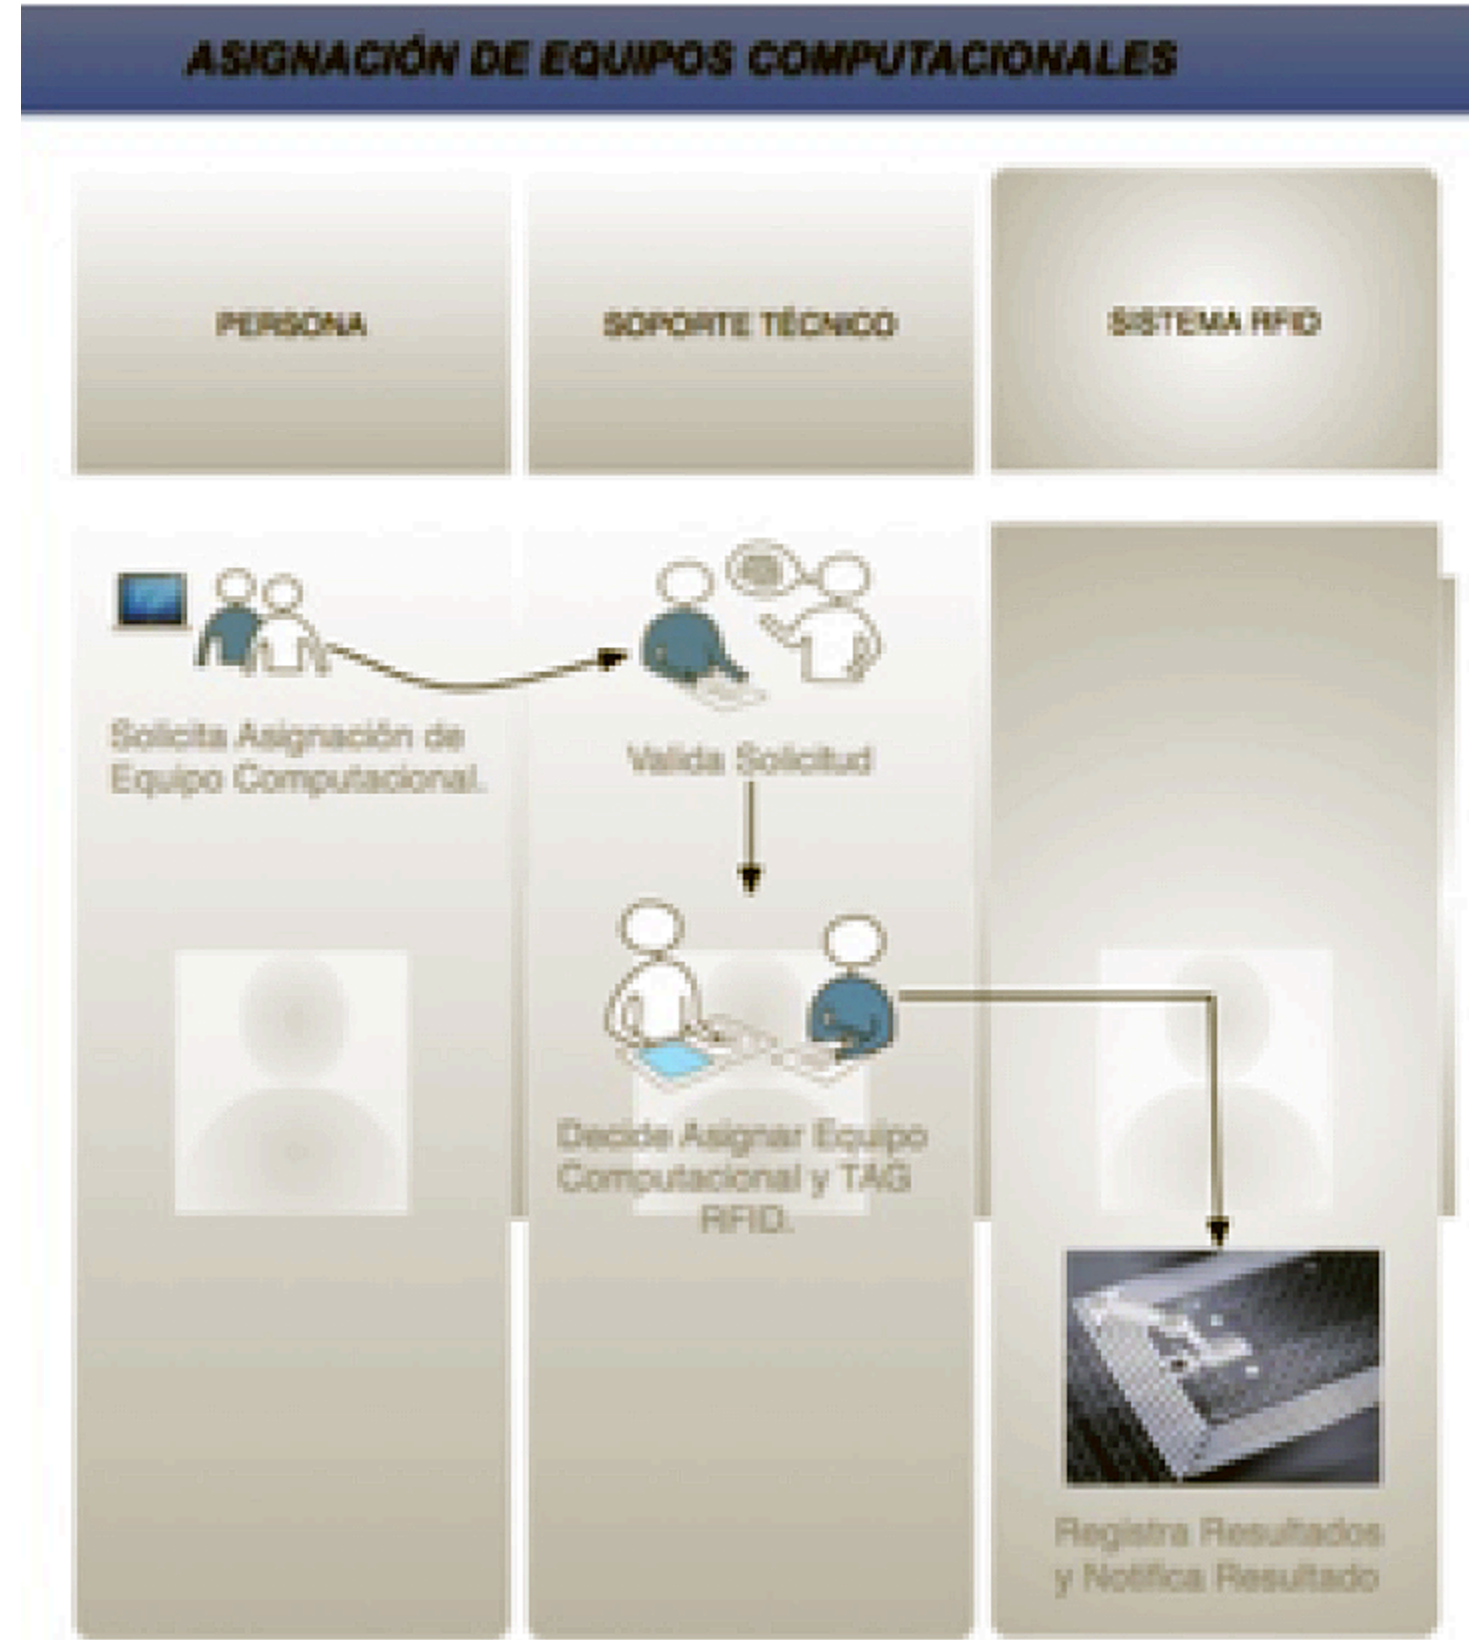 ASIGNACIÓN DE EQUIPOS COMPUTACIONALES
PERSONA
SOPORTE TÉCNICO
SISTEMA RFID
Solicita Asignación de
Equipo Computacional.
Valida Solicitud
Decide Asignar Equipo
Computacional y TAG
RFID.
Registra Resultados
y Notifica Resultado